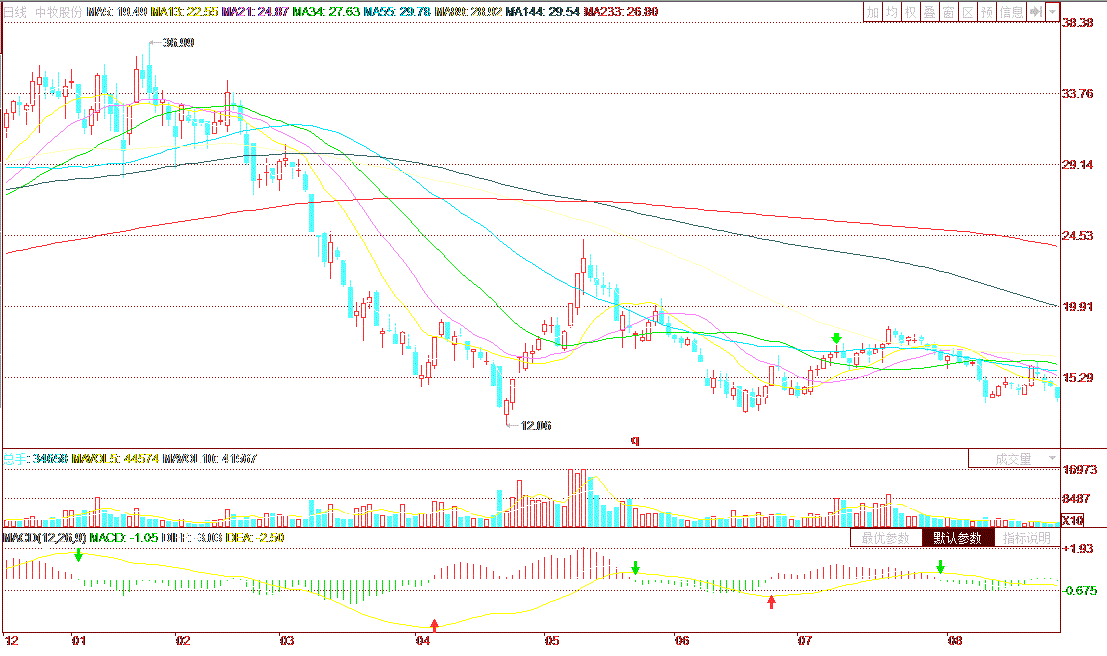 日线 中牧股份 MA5: 19.49 MA13: 22.55 MA21: 24.87 MA34: 27.63 MA55: 29.78 MA89: 28.92 MA144: 29.54 MA233: 26.80
加 均 权 叠 窗 区 预 信息
38.38
36.99
33.76
29.14
24.53
19.91
15.29
12.06
q
总手: 34658 MAVOL5: 44574 MAVOL10: 41567
成交量
16973
8487
X10
MACD(12,26,9) MACD: -1.05 DIFF: -3.03 DEA: -2.50
最优参数 默认参数 指标说明
+1.93
-0.675
12 01 02 03 04 05 06 07 08